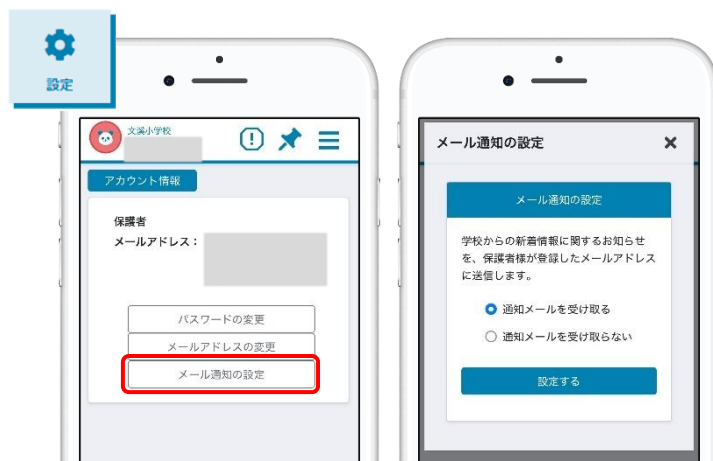 設定
文溪小学校
アカウント情報
保護者
メールアドレス：
パスワードの変更
メールアドレスの変更
メール通知の設定
メール通知の設定
メール通知の設定
学校からの新着情報に関するお知らせ
を、保護者様が登録したメールアドレス
に送信します。
通知メールを受け取る
通知メールを受け取らない
設定する